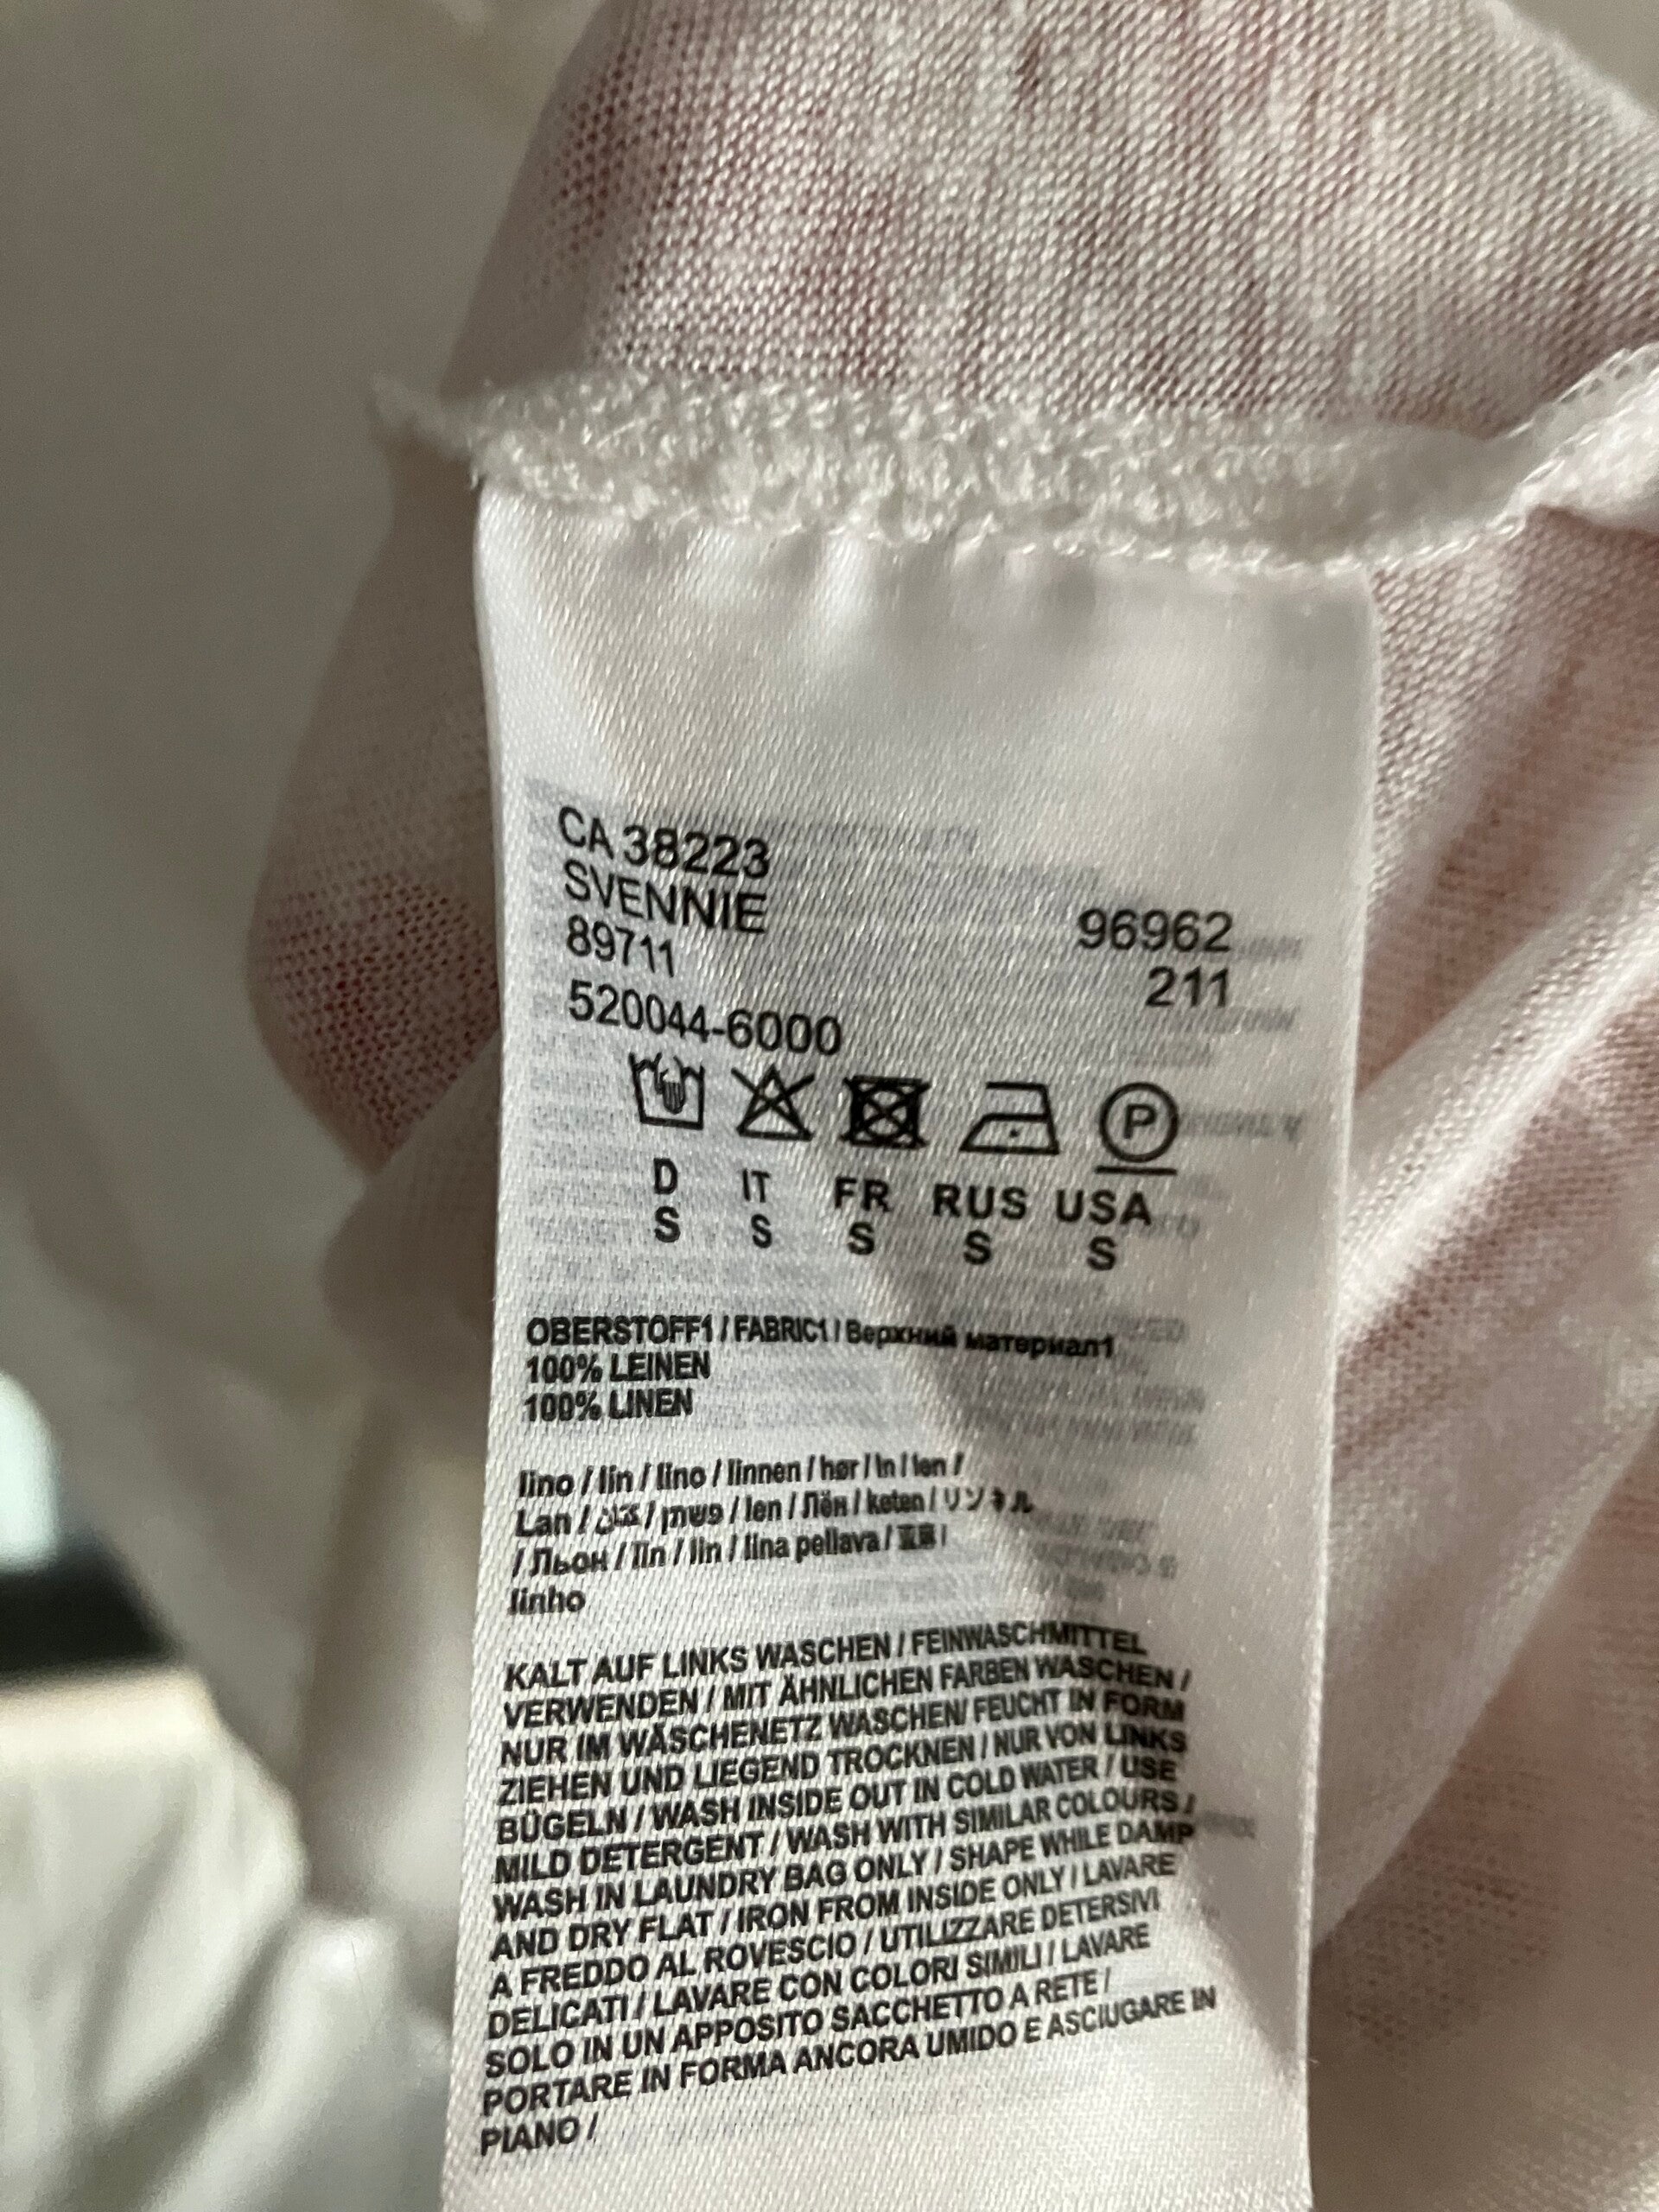 CA 38223
SVENNIE
89711
96962
520044-6000
211
P
D IT FR RUS USA
S S S S S
OBERSTOFF1 / FABRIC1 / Верхний материал1
100% LEINEN
100% LINEN
lino / lin / lino / linnen / hør / ln / len /
Lan / كتان / פשתן / len / Лён / keten / リンネル
/ Льон / lin / lin / lina pellava / 亚麻 /
linho
KALT AUF LINKS WASCHEN / FEINWASCHMITTEL
VERWENDEN / MIT ÄHNLICHEN FARBEN WASCHEN /
NUR IM WÄSCHENETZ WASCHEN/ FEUCHT IN FORM
ZIEHEN UND LIEGEND TROCKNEN / NUR VON LINKS
BÜGELN / WASH INSIDE OUT IN COLD WATER / USE
MILD DETERGENT / WASH WITH SIMILAR COLOURS /
WASH IN LAUNDRY BAG ONLY / SHAPE WHILE DAMP
AND DRY FLAT / IRON FROM INSIDE ONLY / LAVARE
A FREDDO AL ROVESCIO / UTILIZZARE DETERSIVI
DELICATI / LAVARE CON COLORI SIMILI / LAVARE
SOLO IN UN APPOSITO SACCHETTO A RETE /
PORTARE IN FORMA ANCORA UMIDO E ASCIUGARE IN
PIANO /